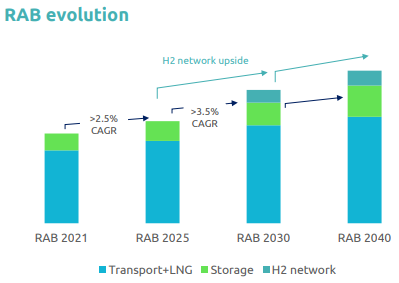 RAB evolution
H2 network upside
>2.5%
CAGR
>3.5%
CAGR
RAB 2021 RAB 2025 RAB 2030 RAB 2040
Transport+LNG Storage H2 network